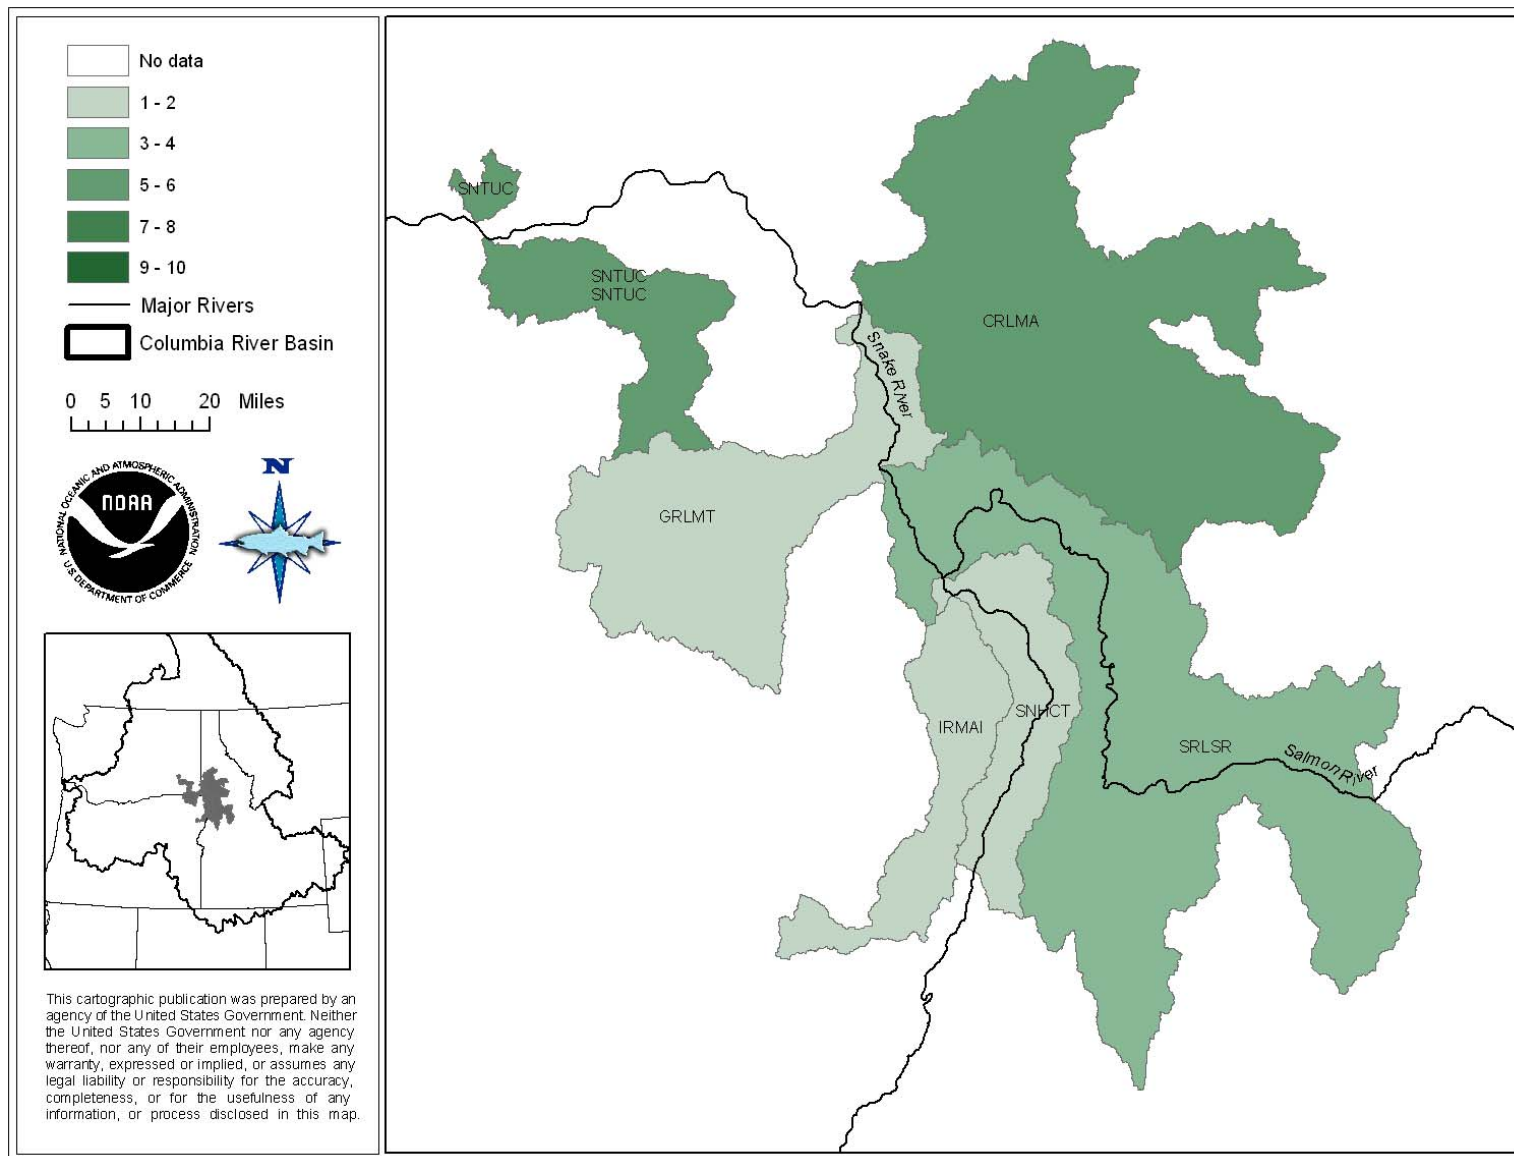 No data
1 - 2
3 - 4
5 - 6
7 - 8
9 - 10
Major Rivers
Columbia River Basin
0 5 10 20 Miles
NATIONAL OCEANIC AND ATMOSPHERIC ADMINISTRATION
NOAA
U.S. DEPARTMENT OF COMMERCE
N
This cartographic publication was prepared by an
agency of the United States Government. Neither
the United States Government nor any agency
thereof, nor any of their employees, make any
warranty, expressed or implied, or assumes any
legal liability or responsibility for the accuracy,
completeness, or for the usefulness of any
information, or process disclosed in this map.
SNTUC
SNTUC
SNTUC
CRLMA
Snake River
GRLMT
IRMAI
SNHCT
SRLSR
Salmon River